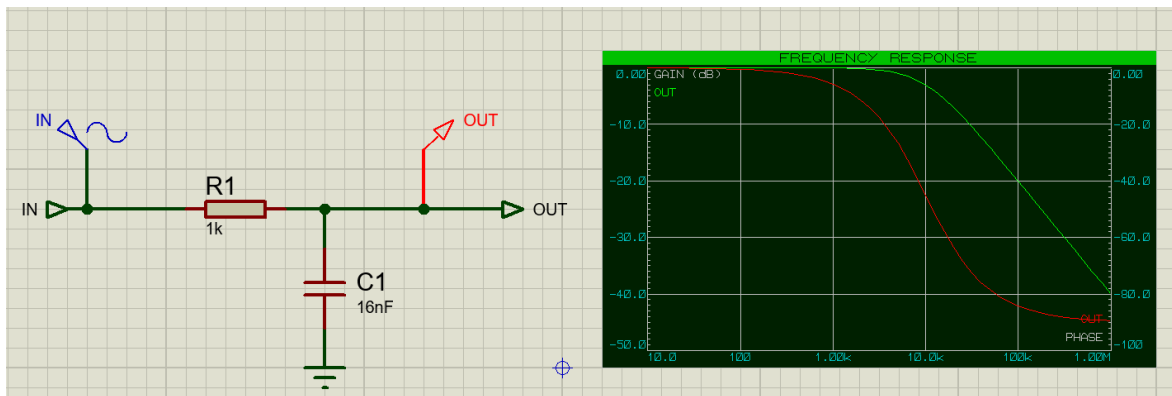 IN
OUT
R1
IN
OUT
1k
C1
16nF
FREQUENCY RESPONSE
GAIN (dB)
OUT
0.00
-10.0
-20.0
-30.0
-40.0
-50.0
0.00
-20.0
-40.0
-60.0
-80.0
-100
OUT
PHASE
10.0 100 1.00k 10.0k 100k 1.00M